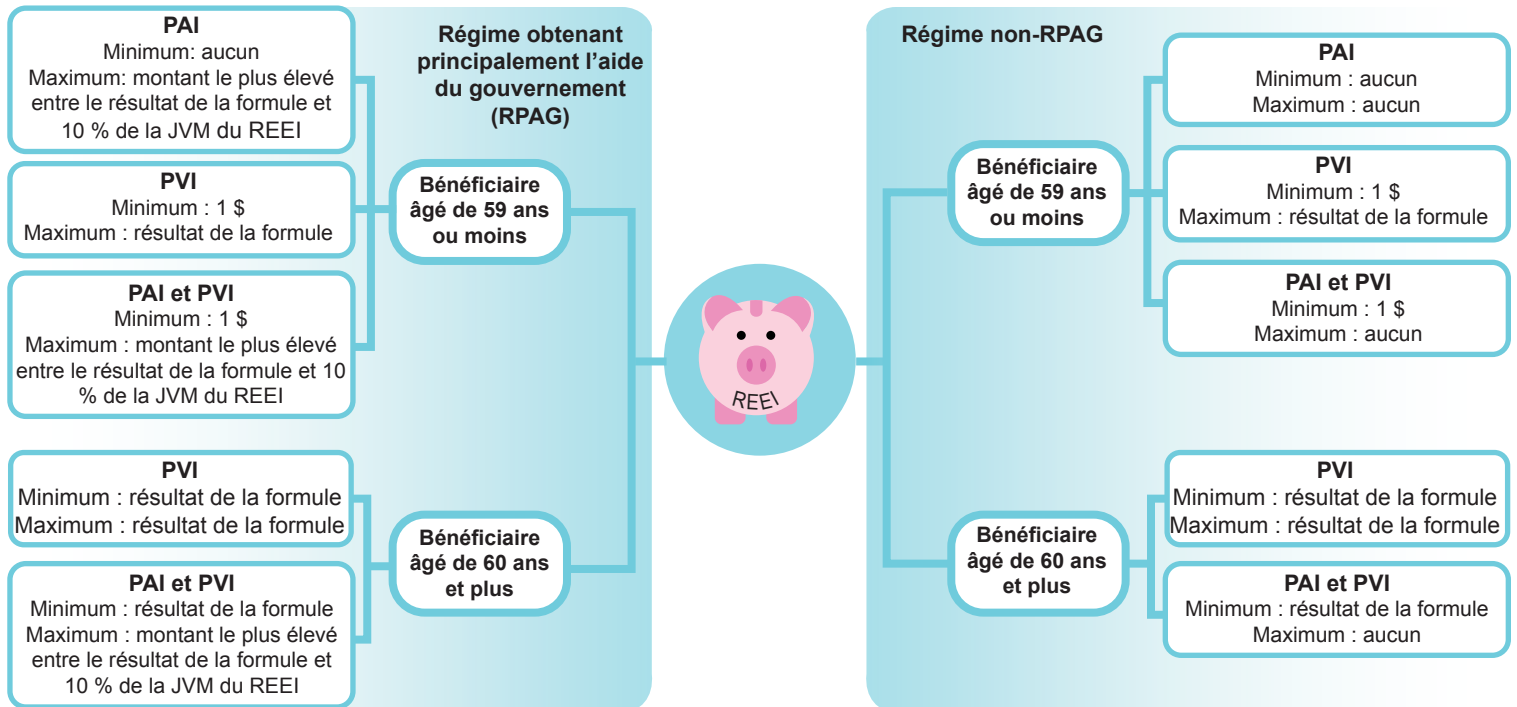 PAI
Minimum: aucun
Maximum: montant le plus élevé
entre le résultat de la formule et
10 % de la JVM du REEI
PVI
Minimum : 1 $
Maximum : résultat de la formule
PAI et PVI
Minimum : 1 $
Maximum : montant le plus élevé
entre le résultat de la formule et 10
% de la JVM du REEI
PVI
Minimum : résultat de la formule
Maximum : résultat de la formule
PAI et PVI
Minimum : résultat de la formule
Maximum : montant le plus élevé
entre le résultat de la formule et
10 % de la JVM du REEI
Régime obtenant
principalement l’aide
du gouvernement
(RPAG)
Bénéficiaire
âgé de 59 ans
ou moins
Bénéficiaire
âgé de 60 ans
et plus
REEI
Régime non-RPAG
Bénéficiaire
âgé de 59 ans
ou moins
Bénéficiaire
âgé de 60 ans
et plus
PAI
Minimum : aucun
Maximum : aucun
PVI
Minimum : 1 $
Maximum : résultat de la formule
PAI et PVI
Minimum : 1 $
Maximum : aucun
PVI
Minimum : résultat de la formule
Maximum : résultat de la formule
PAI et PVI
Minimum : résultat de la formule
Maximum : aucun